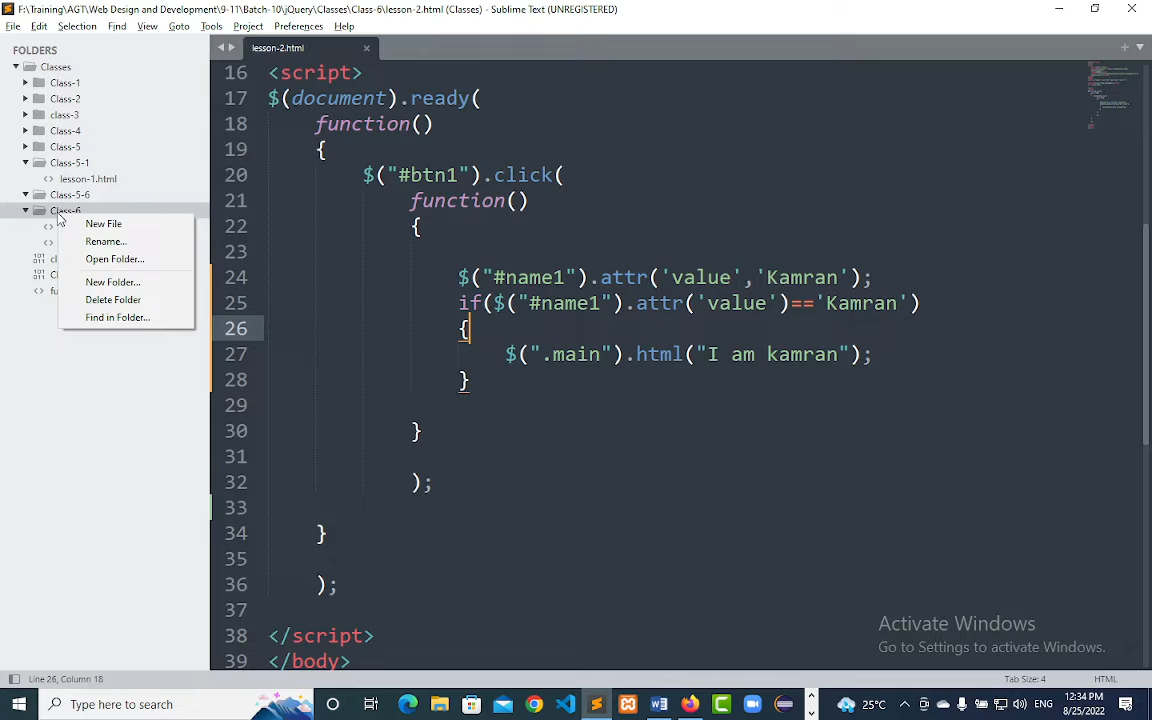 F:\Training\AGT\Web Design and Development\9-11\Batch-10\jQuery\Classes\Class-6\lesson-2.html (Classes) - Sublime Text (UNREGISTERED)
File Edit Selection Find View Goto Tools Project Preferences Help
FOLDERS
Classes
Class-1
Class-2
class-3
Class-4
Class-5
Class-5-1
lesson-1.html
Class-5-6
Class-6
New File
Rename...
Open Folder...
New Folder...
Delete Folder
Find in Folder...
lesson-2.html
16 <script>
17 $(document).ready(
18 function()
19 {
20 $("#btn1").click(
21 function()
22 {
23
24 $("#name1").attr('value','Kamran');
25 if($("#name1").attr('value')=='Kamran')
26 {
27 $(".main").html("I am kamran");
28 }
29
30 }
31
32 );
33
34 }
35
36 );
37
38 </script>
39 </body>
Activate Windows
Go to Settings to activate Windows.
Line 26, Column 18
Tab Size: 4
HTML
Type here to search
25°C
ENG
12:34 PM
8/25/2022